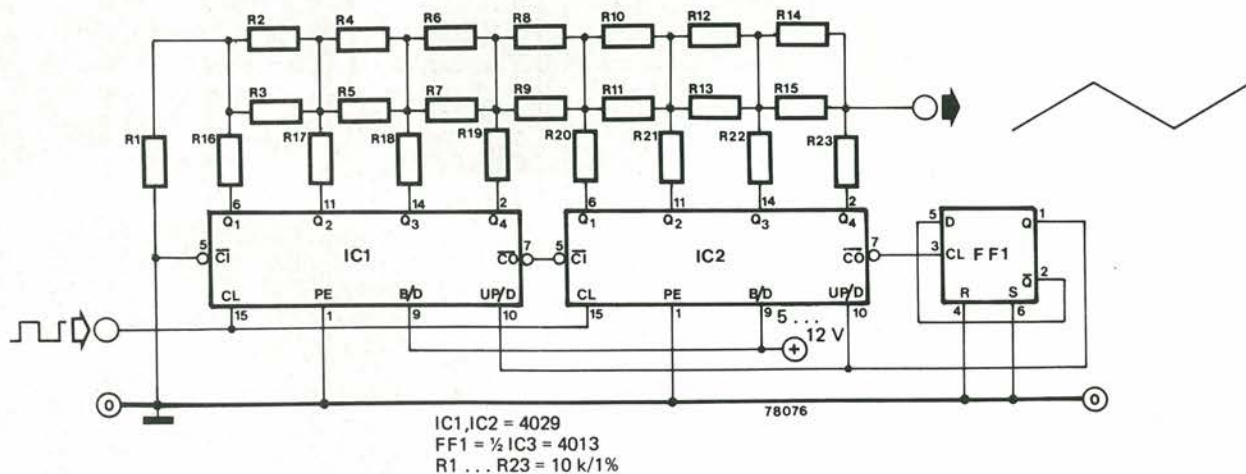 R2 R4 R6 R8 R10 R12 R14
R3 R5 R7 R9 R11 R13 R15
R1 R16 R17 R18 R19 R20 R21 R22 R23
6 11 14 2 6 11 14 2
Q1 Q2 Q3 Q4 Q1 Q2 Q3 Q4
5 D Q 1
5 CI IC1 CO 7 5 CI IC2 CO 7 3 CL FF1
Q 2
CL PE B/D UP/D CL PE B/D UP/D R S
15 1 9 10 15 1 9 10 4 6
5 ...
12 V
+
0 0
78076
IC1,IC2 = 4029
FF1 = ½ IC3 = 4013
R1 ... R23 = 10 k/1%